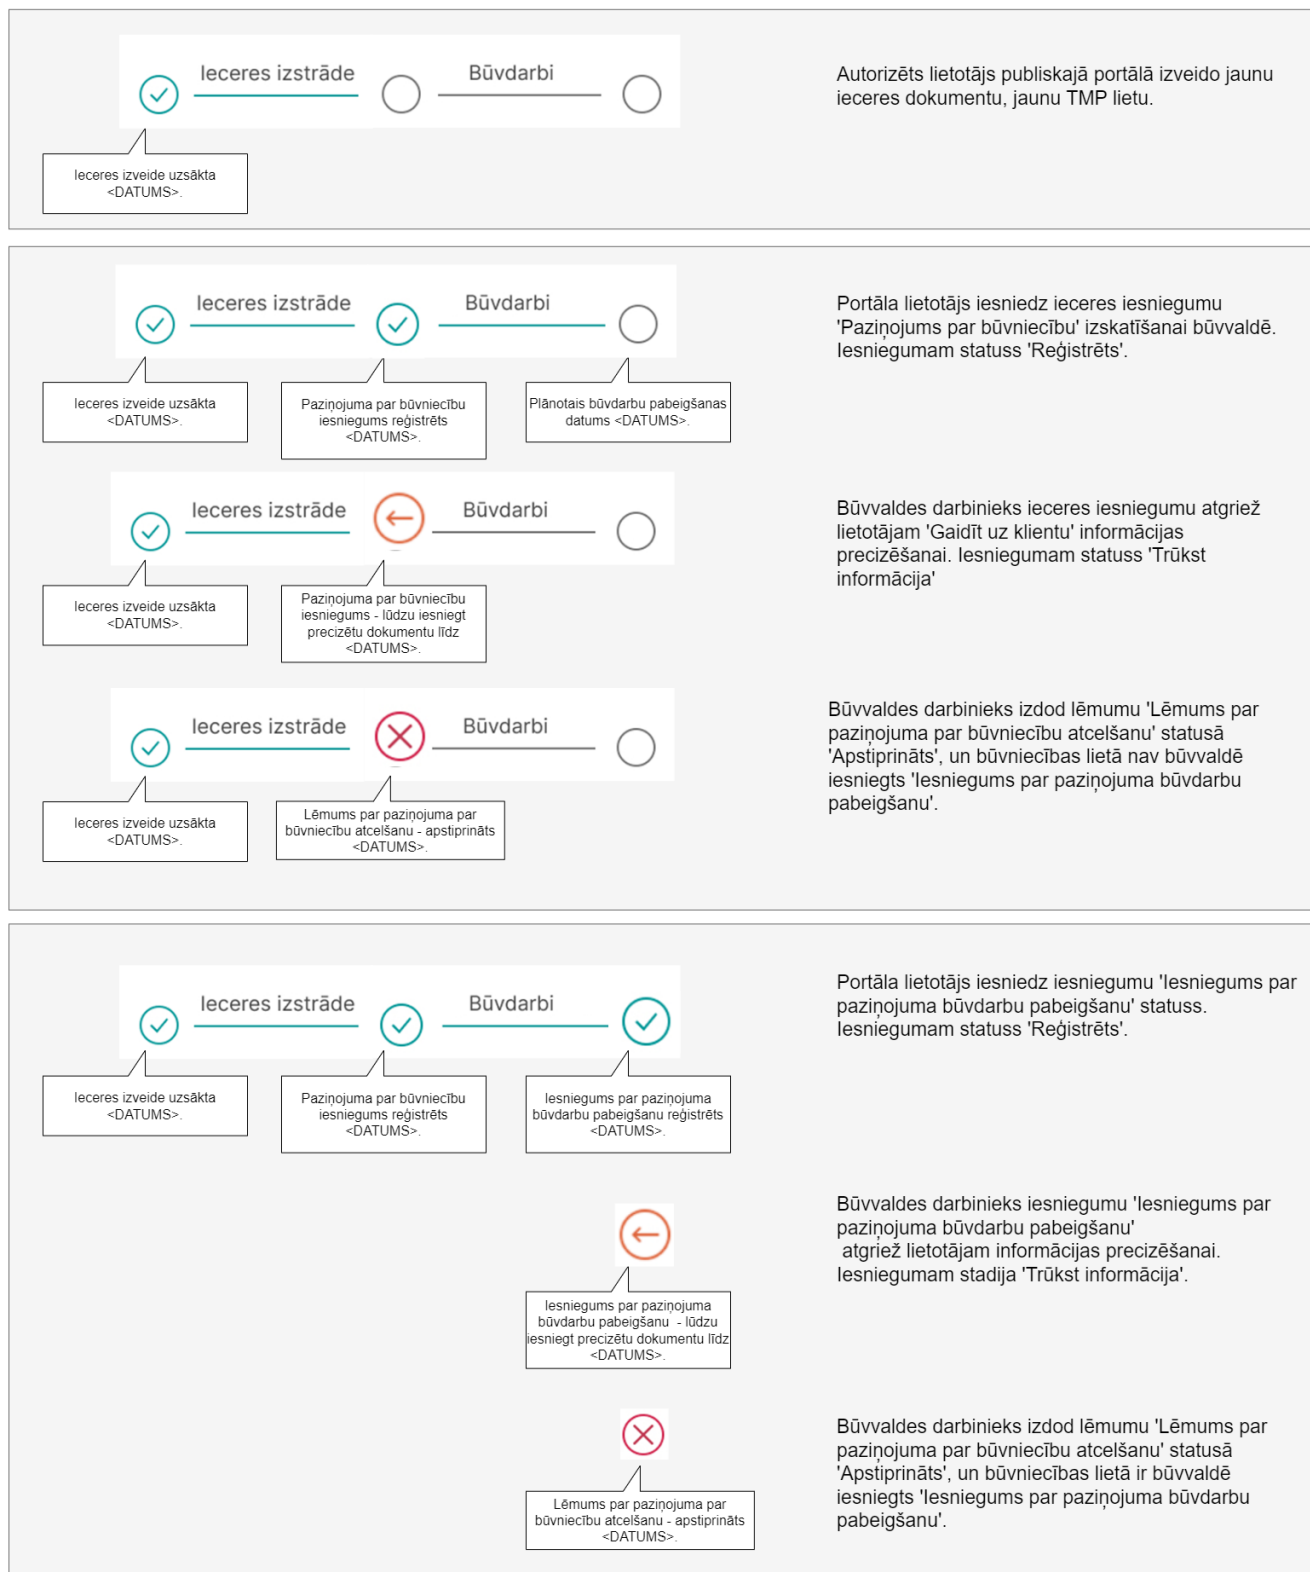 Ieceres izstrāde
Būvdarbi
Ieceres izveide uzsākta
<DATUMS>.
Autorizēts lietotājs publiskajā portālā izveido jaunu
ieceres dokumentu, jaunu TMP lietu.
Ieceres izstrāde
Būvdarbi
Ieceres izveide uzsākta
<DATUMS>.
Paziņojuma par būvniecību
iesniegums reģistrēts
<DATUMS>.
Plānotais būvdarbu pabeigšanas
datums <DATUMS>.
Portāla lietotājs iesniedz ieceres iesniegumu
'Paziņojums par būvniecību' izskatīšanai būvvaldē.
Iesniegumam statuss 'Reģistrēts'.
Ieceres izstrāde
Būvdarbi
Ieceres izveide uzsākta
<DATUMS>.
Paziņojuma par būvniecību
iesniegums - lūdzu iesniegt
precizētu dokumentu līdz
<DATUMS>.
Būvvaldes darbinieks ieceres iesniegumu atgriež
lietotājam 'Gaidīt uz klientu' informācijas
precizēšanai. Iesniegumam statuss 'Trūkst
informācija'
Ieceres izstrāde
Būvdarbi
Ieceres izveide uzsākta
<DATUMS>.
Lēmums par paziņojuma par
būvniecību atcelšanu - apstiprināts
<DATUMS>.
Būvvaldes darbinieks izdod lēmumu 'Lēmums par
paziņojuma par būvniecību atcelšanu' statusā
'Apstiprināts', un būvniecības lietā nav būvvaldē
iesniegts 'Iesniegums par paziņojuma būvdarbu
pabeigšanu'.
Ieceres izstrāde
Būvdarbi
Ieceres izveide uzsākta
<DATUMS>.
Paziņojuma par būvniecību
iesniegums reģistrēts
<DATUMS>.
Iesniegums par paziņojuma
būvdarbu pabeigšanu reģistrēts
<DATUMS>.
Portāla lietotājs iesniedz iesniegumu 'Iesniegums par
paziņojuma būvdarbu pabeigšanu' statuss.
Iesniegumam statuss 'Reģistrēts'.
Iesniegums par paziņojuma
būvdarbu pabeigšanu  - lūdzu
iesniegt precizētu dokumentu līdz
<DATUMS>.
Būvvaldes darbinieks iesniegumu 'Iesniegums par
paziņojuma būvdarbu pabeigšanu'
atgriež lietotājam informācijas precizēšanai.
Iesniegumam stadija 'Trūkst informācija'.
Lēmums par paziņojuma par
būvniecību atcelšanu - apstiprināts
<DATUMS>.
Būvvaldes darbinieks izdod lēmumu 'Lēmums par
paziņojuma par būvniecību atcelšanu' statusā
'Apstiprināts', un būvniecības lietā ir būvvaldē
iesniegts 'Iesniegums par paziņojuma būvdarbu
pabeigšanu'.